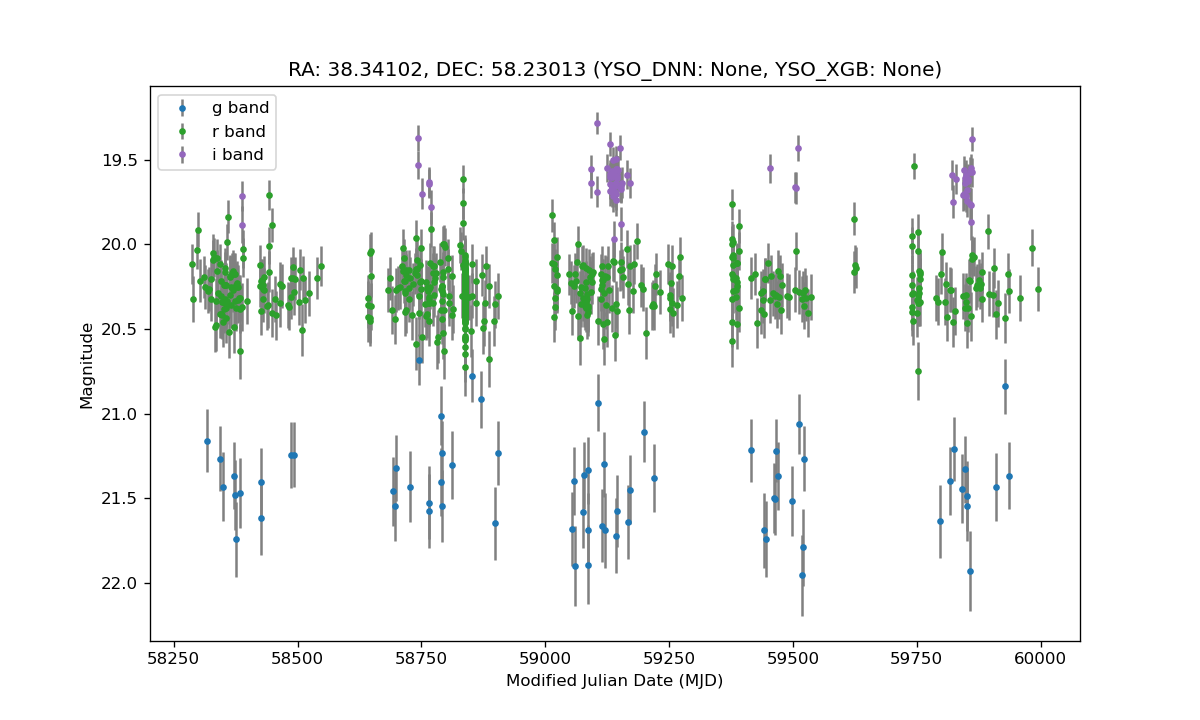 RA: 38.34102, DEC: 58.23013 (YSO_DNN: None, YSO_XGB: None)
g band
r band
i band
19.5
20.0
20.5
21.0
21.5
22.0
Magnitude
58250 58500 58750 59000 59250 59500 59750 60000
Modified Julian Date (MJD)